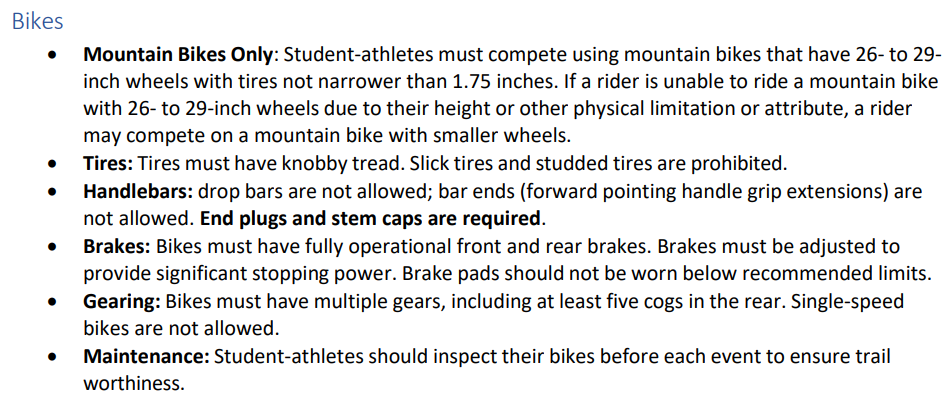 Bikes
• Mountain Bikes Only: Student-athletes must compete using mountain bikes that have 26- to 29-
inch wheels with tires not narrower than 1.75 inches. If a rider is unable to ride a mountain bike
with 26- to 29-inch wheels due to their height or other physical limitation or attribute, a rider
may compete on a mountain bike with smaller wheels.
• Tires: Tires must have knobby tread. Slick tires and studded tires are prohibited.
• Handlebars: drop bars are not allowed; bar ends (forward pointing handle grip extensions) are
not allowed. End plugs and stem caps are required.
• Brakes: Bikes must have fully operational front and rear brakes. Brakes must be adjusted to
provide significant stopping power. Brake pads should not be worn below recommended limits.
• Gearing: Bikes must have multiple gears, including at least five cogs in the rear. Single-speed
bikes are not allowed.
• Maintenance: Student-athletes should inspect their bikes before each event to ensure trail
worthiness.